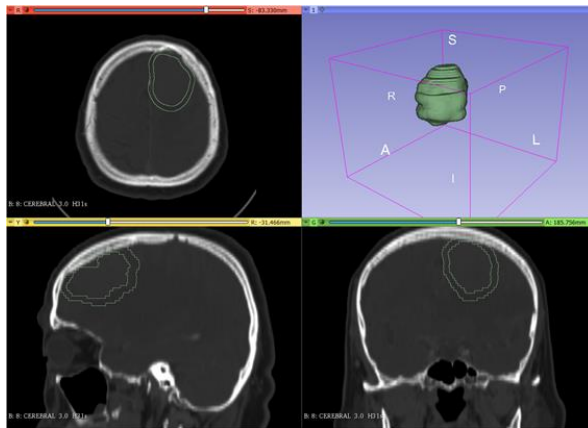 R S: -83.330mm
1
B: 8: CEREBRAL 3.0 H31s
S
R
P
A
L
I
Y R: -31.466mm
G A: 185.756mm
B: 8: CEREBRAL 3.0 H31s
B: 8: CEREBRAL 3.0 H31s